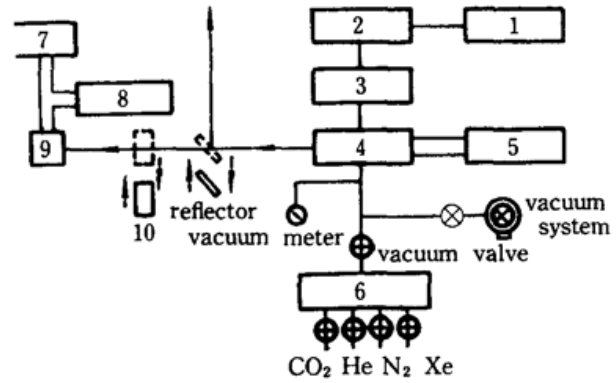 7
2
1
8
3
9
4
5
10
reflector
vacuum meter
vacuum
system
vacuum valve
6
CO₂ He N₂ Xe